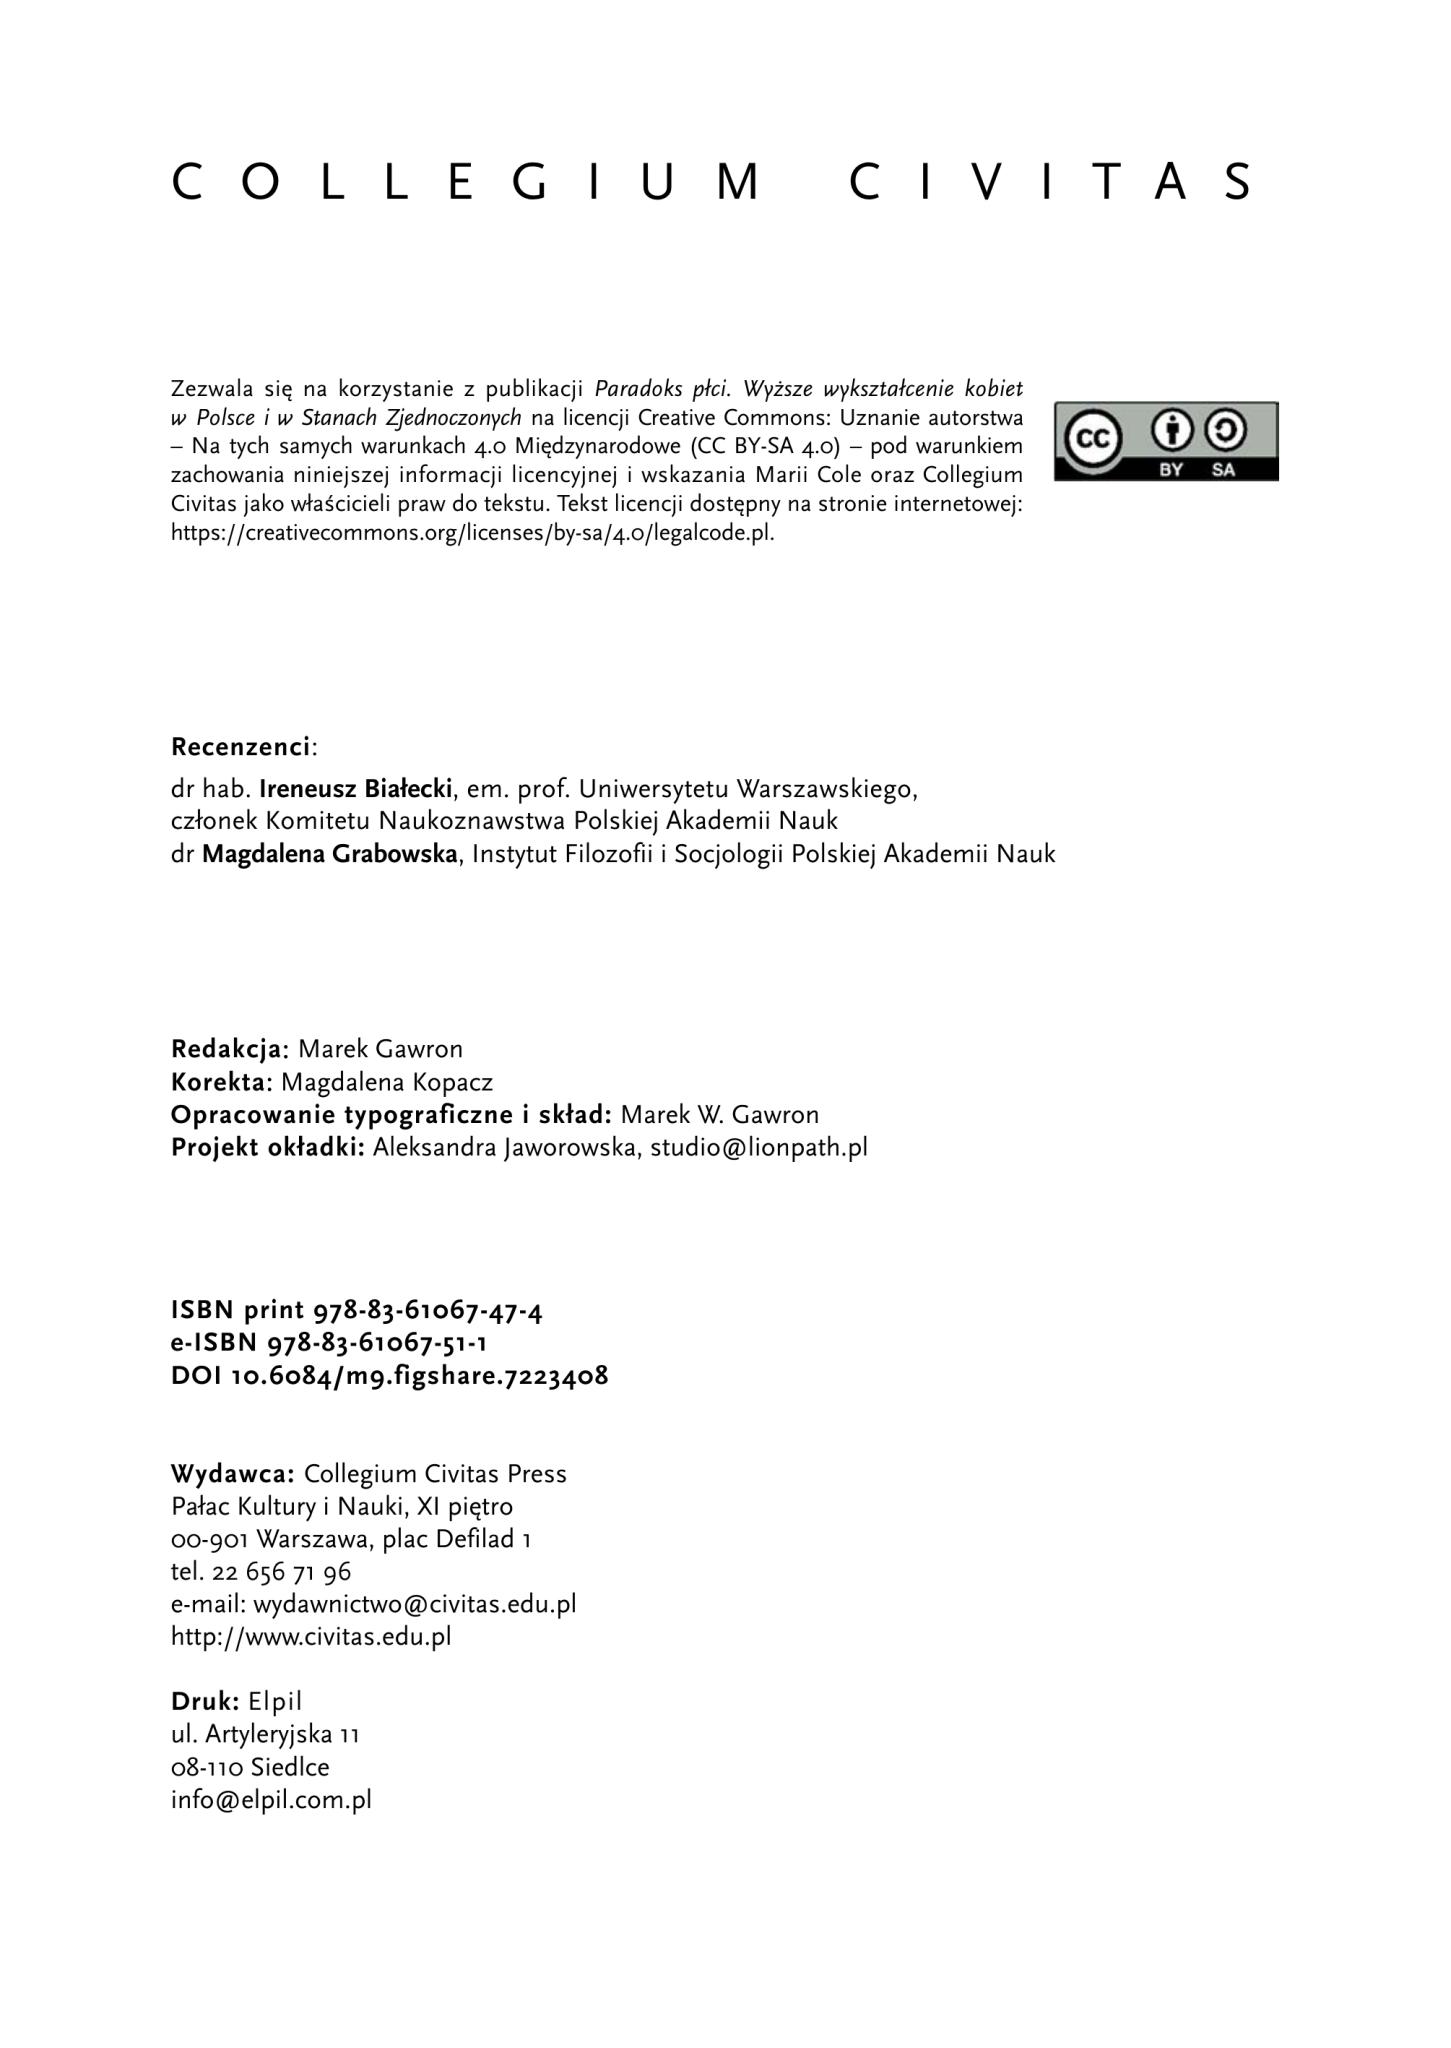 COLLEGIUM CIVITAS
Zezwala się na korzystanie z publikacji Paradoks płci. Wyższe wykształcenie kobiet
w Polsce i w Stanach Zjednoczonych na licencji Creative Commons: Uznanie autorstwa
– Na tych samych warunkach 4.0 Międzynarodowe (CC BY-SA 4.0) – pod warunkiem
zachowania niniejszej informacji licencyjnej i wskazania Marii Cole oraz Collegium
Civitas jako właścicieli praw do tekstu. Tekst licencji dostępny na stronie internetowej:
https://creativecommons.org/licenses/by-sa/4.0/legalcode.pl.
cc
BY SA
Recenzenci:
dr hab. Ireneusz Białecki, em. prof. Uniwersytetu Warszawskiego,
członek Komitetu Naukoznawstwa Polskiej Akademii Nauk
dr Magdalena Grabowska, Instytut Filozofii i Socjologii Polskiej Akademii Nauk
Redakcja: Marek Gawron
Korekta: Magdalena Kopacz
Opracowanie typograficzne i skład: Marek W. Gawron
Projekt okładki: Aleksandra Jaworowska, studio@lionpath.pl
ISBN print 978-83-61067-47-4
e-ISBN 978-83-61067-51-1
DOI 10.6084/m9.figshare.7223408
Wydawca: Collegium Civitas Press
Pałac Kultury i Nauki, XI piętro
00-901 Warszawa, plac Defilad 1
tel. 22 656 71 96
e-mail: wydawnictwo@civitas.edu.pl
http://www.civitas.edu.pl
Druk: Elpil
ul. Artyleryjska 11
08-110 Siedlce
info@elpil.com.pl